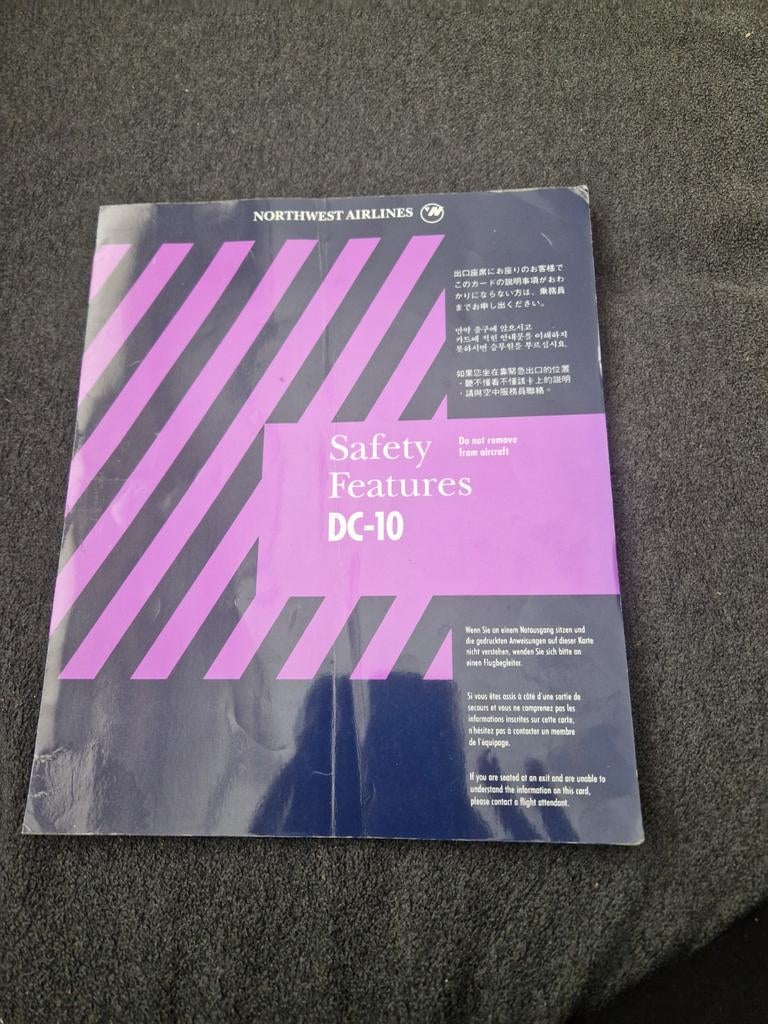 NORTHWEST AIRLINES
出口座席にお座りのお客様で
このカードの説明事項がおわ
かりにならない方は、乗務員
までお申し出ください。
만약 출구에 앉으시고
카드에 적힌 안내문을 이해하지
못하시면 승무원을 부르십시요.
如果您坐在靠緊急出口的位置
·聽不懂看不懂該卡上的說明
·請與空中服務員聯絡。
Safety
Features
DC-10
Do not remove
from aircraft
Wenn Sie an einem Notausgang sitzen und
die gedruckten Anweisungen auf dieser Karte
nicht verstehen, wenden Sie sich bitte an
einen Flugbegleiter.
Si vous êtes assis à côté d'une sortie de
secours et vous ne comprenez pas les
informations inscrites sur cette carte,
n'hésitez pas à contacter un membre
de l'équipage.
If you are seated at an exit and are unable to
understand the information on this card,
please contact a flight attendant.